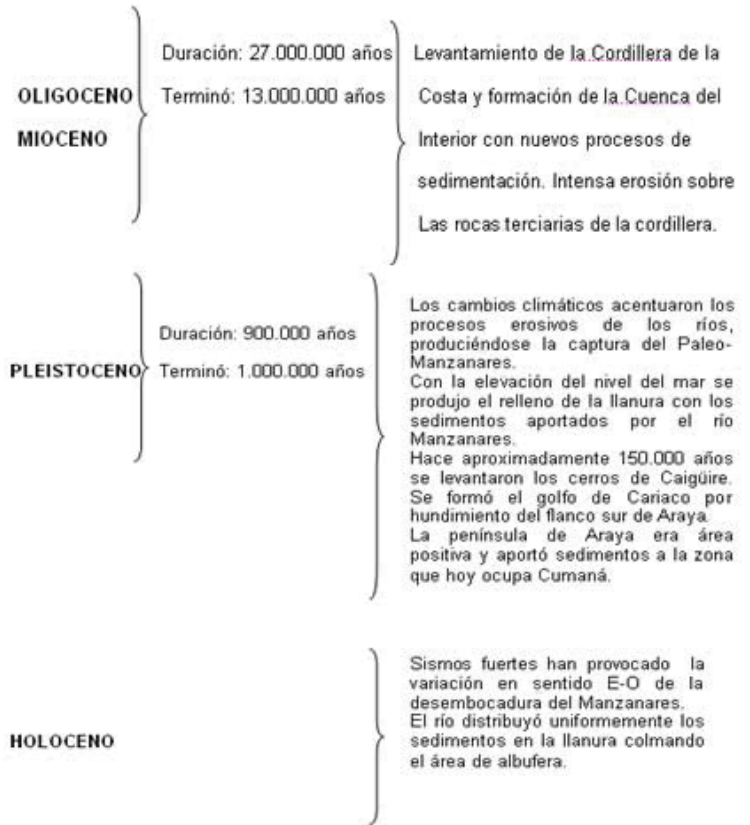 OLIGOCENO
MIOCENO
Duración: 27.000.000 años
Terminó: 13.000.000 años
Levantamiento de la Cordillera de la
Costa y formación de la Cuenca del
Interior con nuevos procesos de
sedimentación. Intensa erosión sobre
Las rocas terciarias de la cordillera.
PLEISTOCENO
Duración: 900.000 años
Terminó: 1.000.000 años
Los cambios climáticos acentuaron los
procesos erosivos de los ríos,
produciéndose la captura del Paleo-
Manzanares.
Con la elevación del nivel del mar se
produjo el relleno de la llanura con los
sedimentos aportados por el río
Manzanares.
Hace aproximadamente 150.000 años
se levantaron los cerros de Caigüire.
Se formó el golfo de Cariaco por
hundimiento del flanco sur de Araya.
La península de Araya era área
positiva y aportó sedimentos a la zona
que hoy ocupa Cumaná.
HOLOCENO
Sismos fuertes han provocado la
variación en sentido E-O de la
desembocadura del Manzanares.
El río distribuyó uniformemente los
sedimentos en la llanura colmando
el área de albufera.